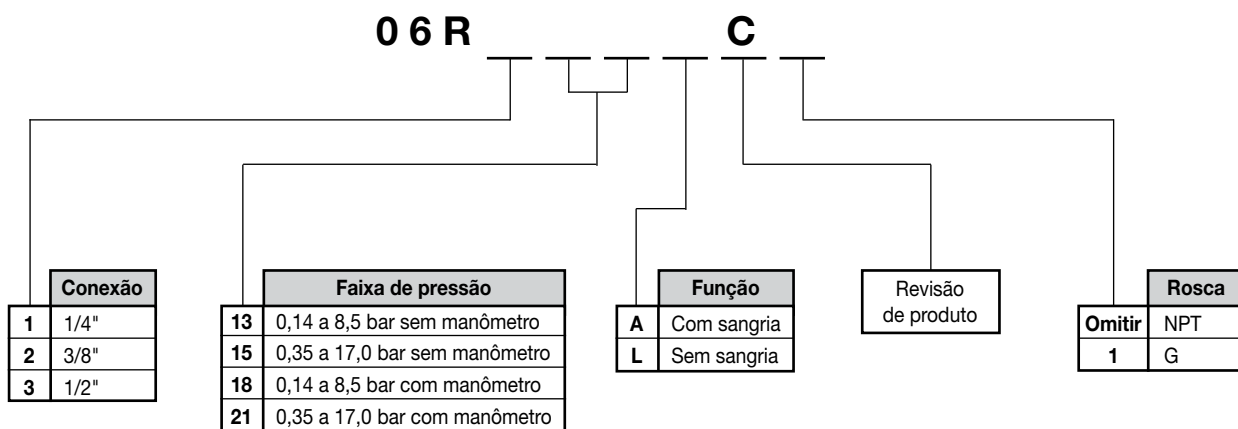 06R C
Conexão
1 1/4"
2 3/8"
3 1/2"
Faixa de pressão
13 0,14 a 8,5 bar sem manômetro
15 0,35 a 17,0 bar sem manômetro
18 0,14 a 8,5 bar com manômetro
21 0,35 a 17,0 bar com manômetro
Função
A Com sangria
L Sem sangria
Revisão
de produto
Rosca
Omitir NPT
1 G